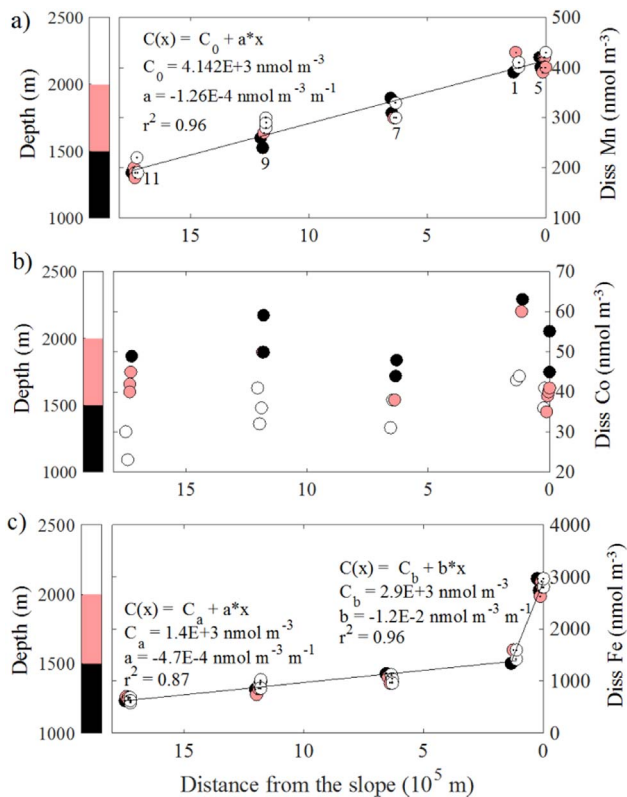 a)
2500
2000
1500
1000
Depth (m)
C(x) = C0 + a*x
C0 = 4.142E+3 nmol m-3
a = -1.26E-4 nmol m-3 m-1
r2 = 0.96
11
9
7
1
5
15
10
5
0
500
400
300
200
100
Diss Mn (nmol m-3)
b)
2500
2000
1500
1000
Depth (m)
15
10
5
0
70
60
50
40
30
20
Diss Co (nmol m-3)
c)
2500
2000
1500
1000
Depth (m)
C(x) = Ca + a*x
Ca = 1.4E+3 nmol m-3
a = -4.7E-4 nmol m-3 m-1
r2 = 0.87
C(x) = Cb + b*x
Cb = 2.9E+3 nmol m-3
b = -1.2E-2 nmol m-3 m-1
r2 = 0.96
15
10
5
0
4000
3000
2000
1000
0
Diss Fe (nmol m-3)
Distance from the slope (10^5 m)